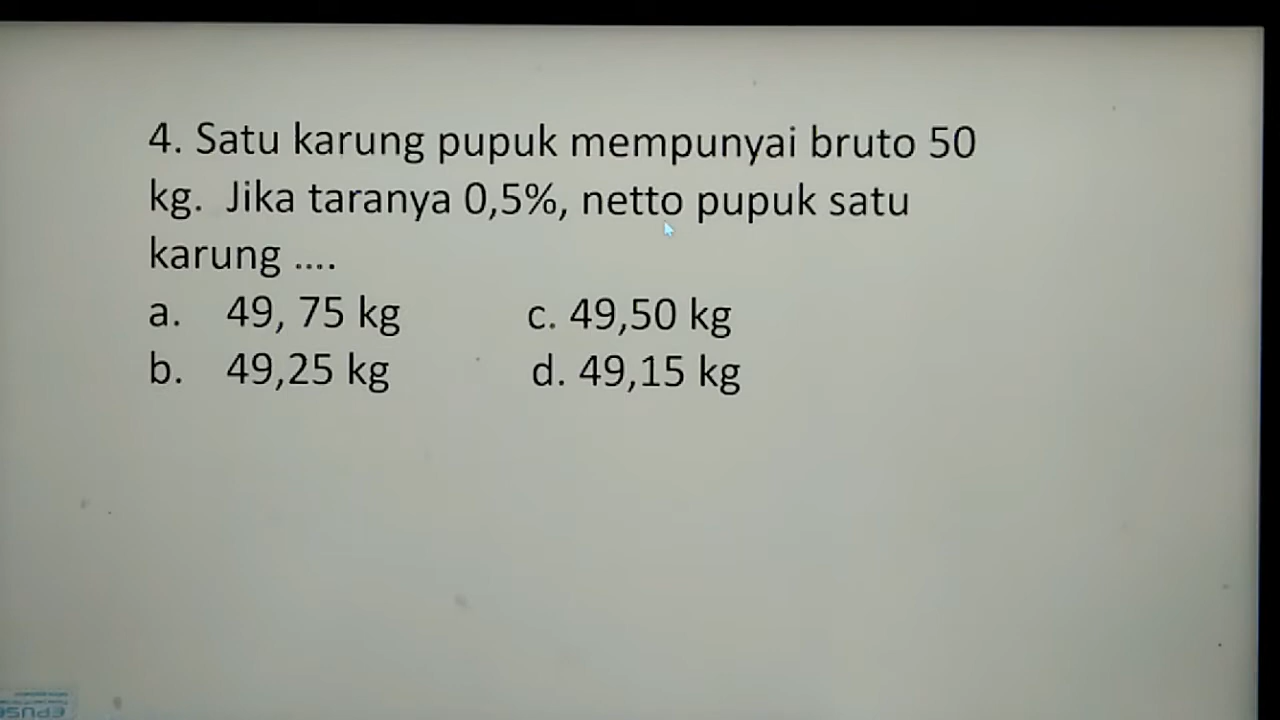 4. Satu karung pupuk mempunyai bruto 50
kg. Jika taranya 0,5%, netto pupuk satu
karung ....
a. 49, 75 kg c. 49,50 kg
b. 49,25 kg d. 49,15 kg